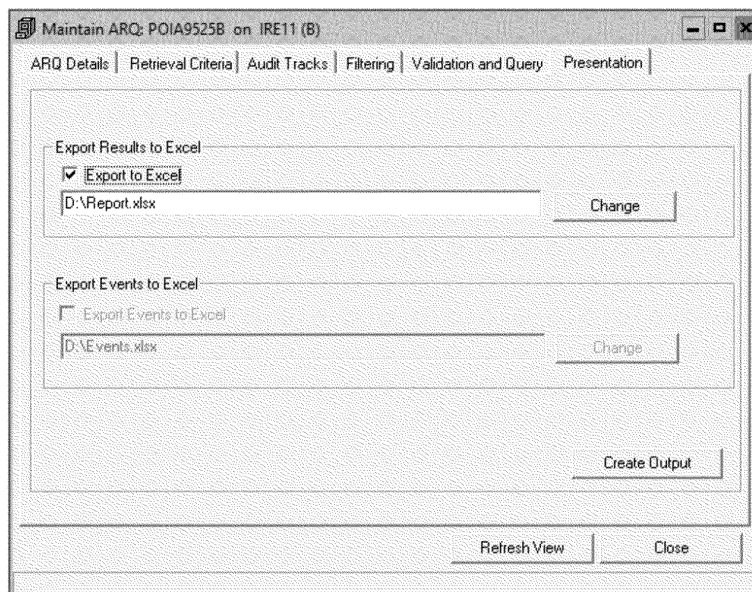 Maintain ARQ: POIA9525B on IRE11 (B)
ARQ Details Retrieval Criteria Audit Tracks Filtering Validation and Query Presentation
Export Results to Excel
Export to Excel
D:\Report.xlsx Change
Export Events to Excel
Export Events to Excel
D:\Events.xlsx Change
Create Output
Refresh View Close